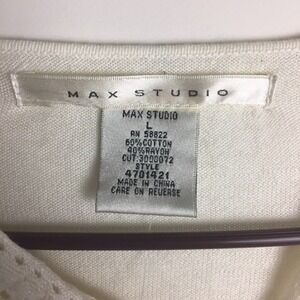 MAX STUDIO
MAX STUDIO
L
RN 58822
60%COTTON
40%RAYON
CUT:3000072
STYLE
4701421
MADE IN CHINA
CARE ON REVERSE